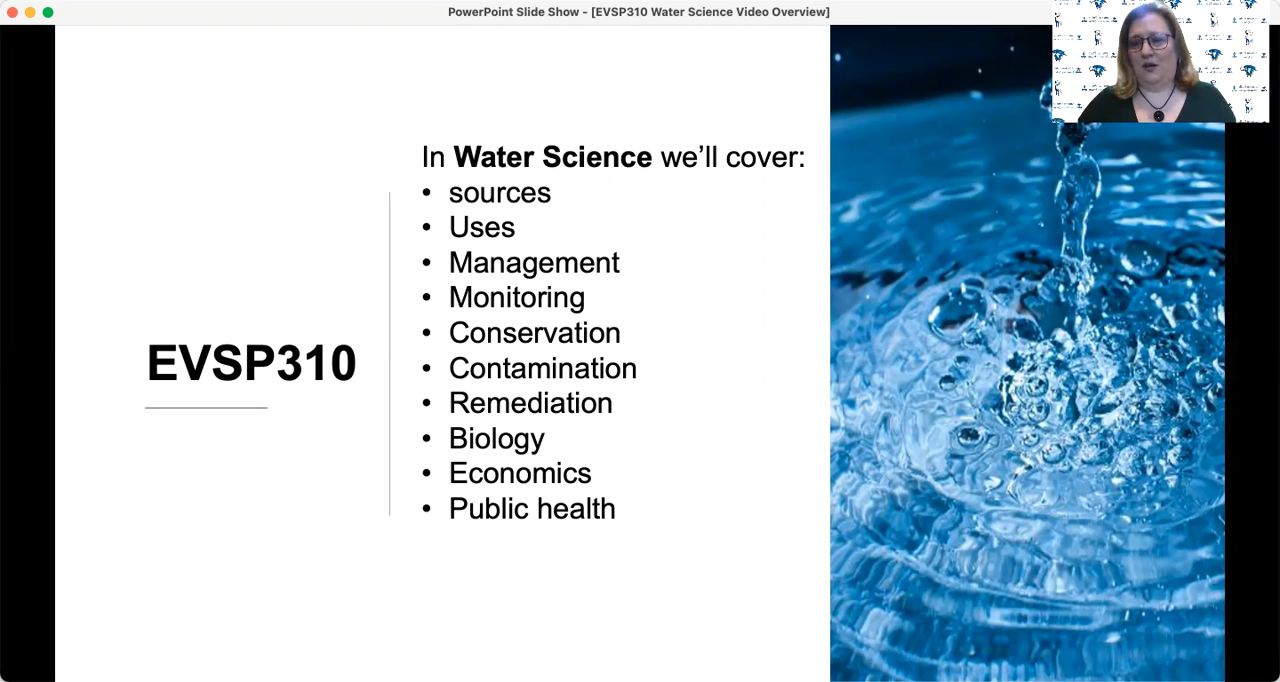 PowerPoint Slide Show - [EVSP310 Water Science Video Overview]
EVSP310
In Water Science we'll cover:
• sources
• Uses
• Management
• Monitoring
• Conservation
• Contamination
• Remediation
• Biology
• Economics
• Public health